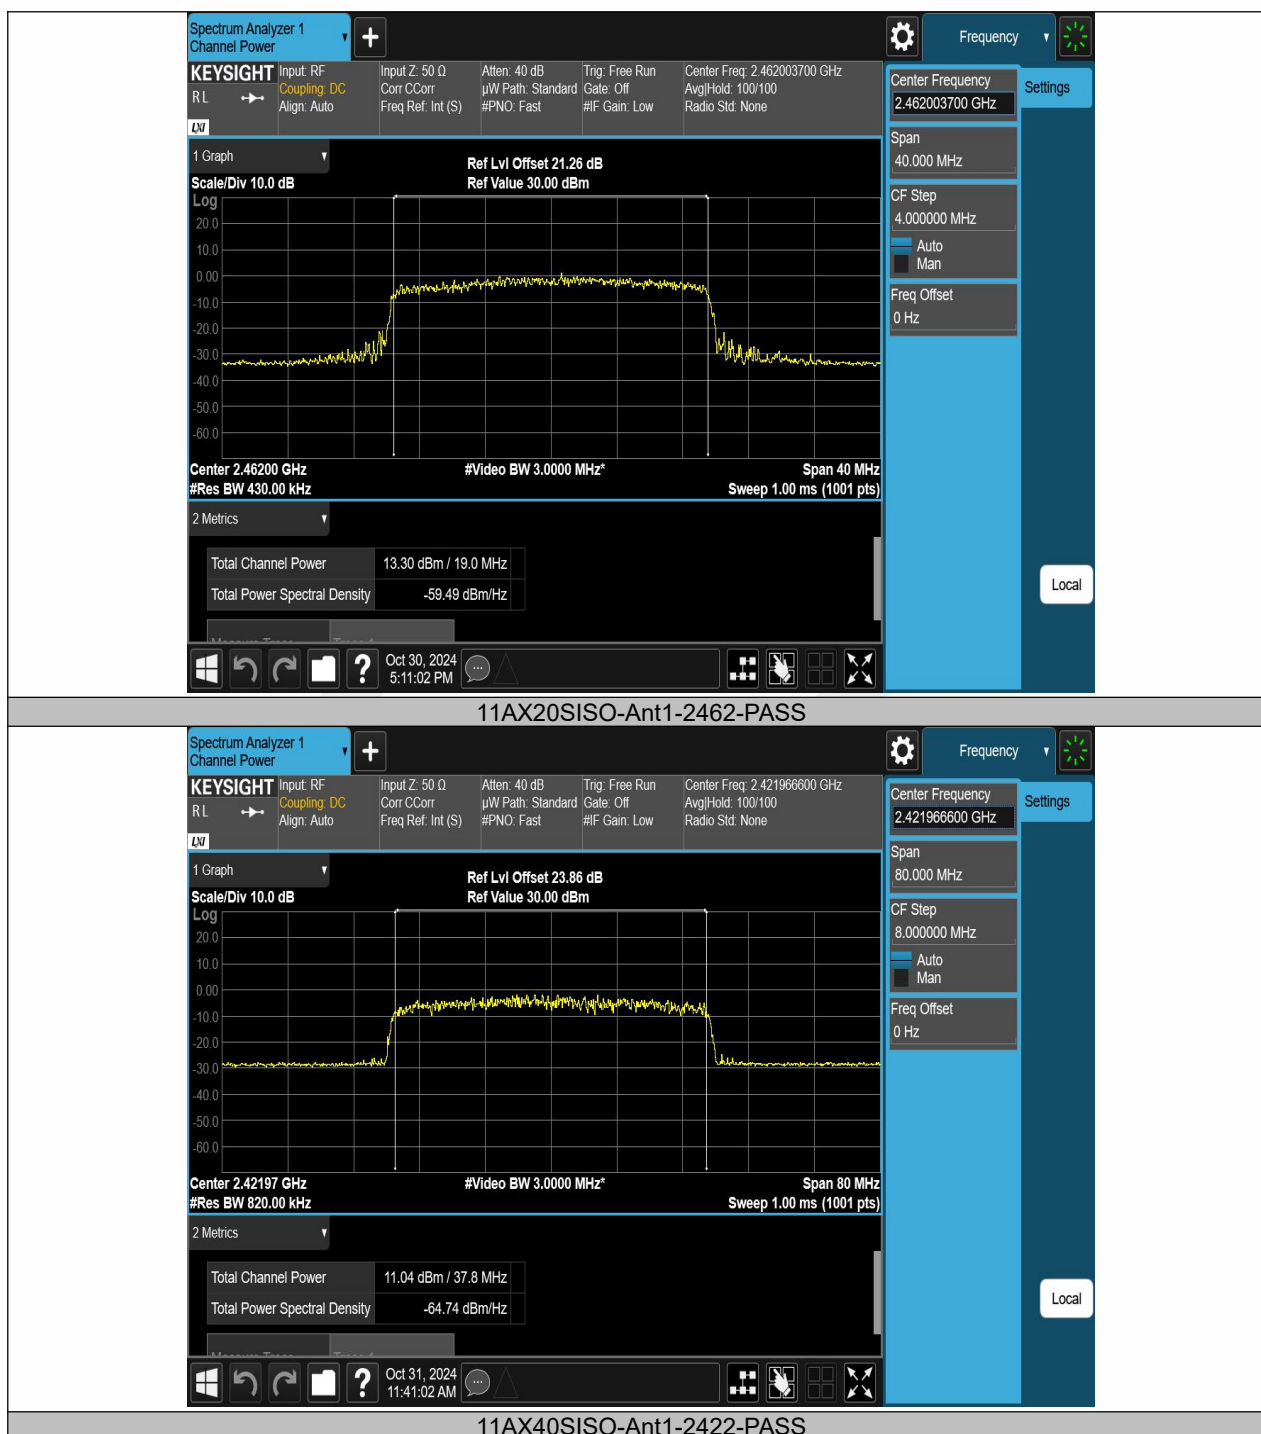 Spectrum Analyzer 1
Channel Power
Frequency
KEYSIGHT
R L
LXI
Input: RF
Coupling: DC
Align: Auto
Input Z: 50 Ω
Corr CCorr
Freq Ref: Int (S)
Atten: 40 dB
µW Path: Standard
#PNO: Fast
Trig: Free Run
Gate: Off
#IF Gain: Low
Center Freq: 2.462003700 GHz
Avg|Hold: 100/100
Radio Std: None
Center Frequency
2.462003700 GHz
Settings
Span
40.000 MHz
CF Step
4.000000 MHz
Auto
Man
Freq Offset
0 Hz
Local
1 Graph
Scale/Div 10.0 dB
Ref Lvl Offset 21.26 dB
Ref Value 30.00 dBm
Log
20.0
10.0
0.00
-10.0
-20.0
-30.0
-40.0
-50.0
-60.0
Center 2.46200 GHz
#Video BW 3.0000 MHz*
Span 40 MHz
#Res BW 430.00 kHz
Sweep 1.00 ms (1001 pts)
2 Metrics
Total Channel Power 13.30 dBm / 19.0 MHz
Total Power Spectral Density -59.49 dBm/Hz
?
Oct 30, 2024
5:11:02 PM
11AX20SISO-Ant1-2462-PASS
Spectrum Analyzer 1
Channel Power
Frequency
KEYSIGHT
R L
LXI
Input: RF
Coupling: DC
Align: Auto
Input Z: 50 Ω
Corr CCorr
Freq Ref: Int (S)
Atten: 40 dB
µW Path: Standard
#PNO: Fast
Trig: Free Run
Gate: Off
#IF Gain: Low
Center Freq: 2.421966600 GHz
Avg|Hold: 100/100
Radio Std: None
Center Frequency
2.421966600 GHz
Settings
Span
80.000 MHz
CF Step
8.000000 MHz
Auto
Man
Freq Offset
0 Hz
Local
1 Graph
Scale/Div 10.0 dB
Ref Lvl Offset 23.86 dB
Ref Value 30.00 dBm
Log
20.0
10.0
0.00
-10.0
-20.0
-30.0
-40.0
-50.0
-60.0
Center 2.42197 GHz
#Video BW 3.0000 MHz*
Span 80 MHz
#Res BW 820.00 kHz
Sweep 1.00 ms (1001 pts)
2 Metrics
Total Channel Power 11.04 dBm / 37.8 MHz
Total Power Spectral Density -64.74 dBm/Hz
?
Oct 31, 2024
11:41:02 AM
11AX40SISO-Ant1-2422-PASS